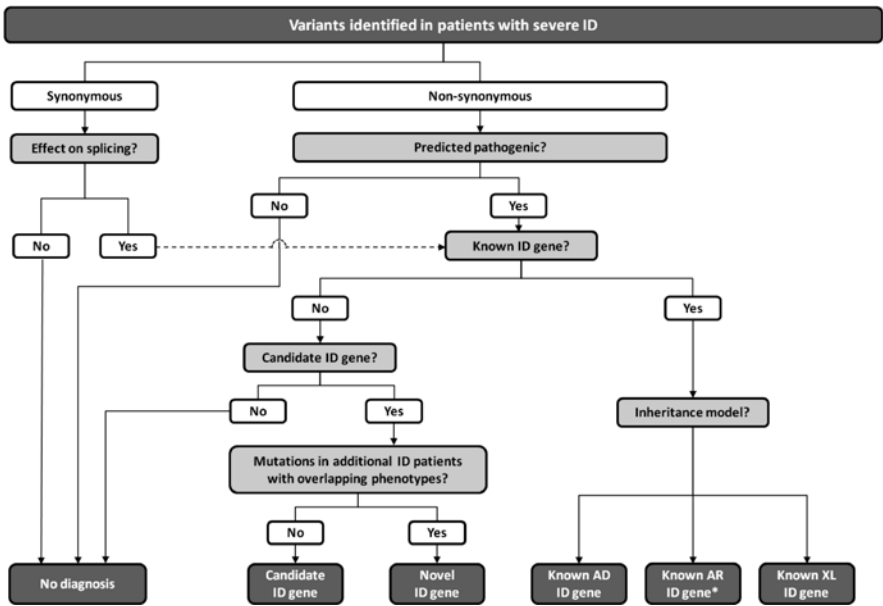 Variants identified in patients with severe ID
Synonymous
Non-synonymous
Effect on splicing?
Predicted pathogenic?
No
Yes
No
Yes
Known ID gene?
No
Yes
Candidate ID gene?
No
Yes
Inheritance model?
Mutations in additional ID patients
with overlapping phenotypes?
No
Yes
No diagnosis
Candidate
ID gene
Novel
ID gene
Known AD
ID gene
Known AR
ID gene*
Known XL
ID gene